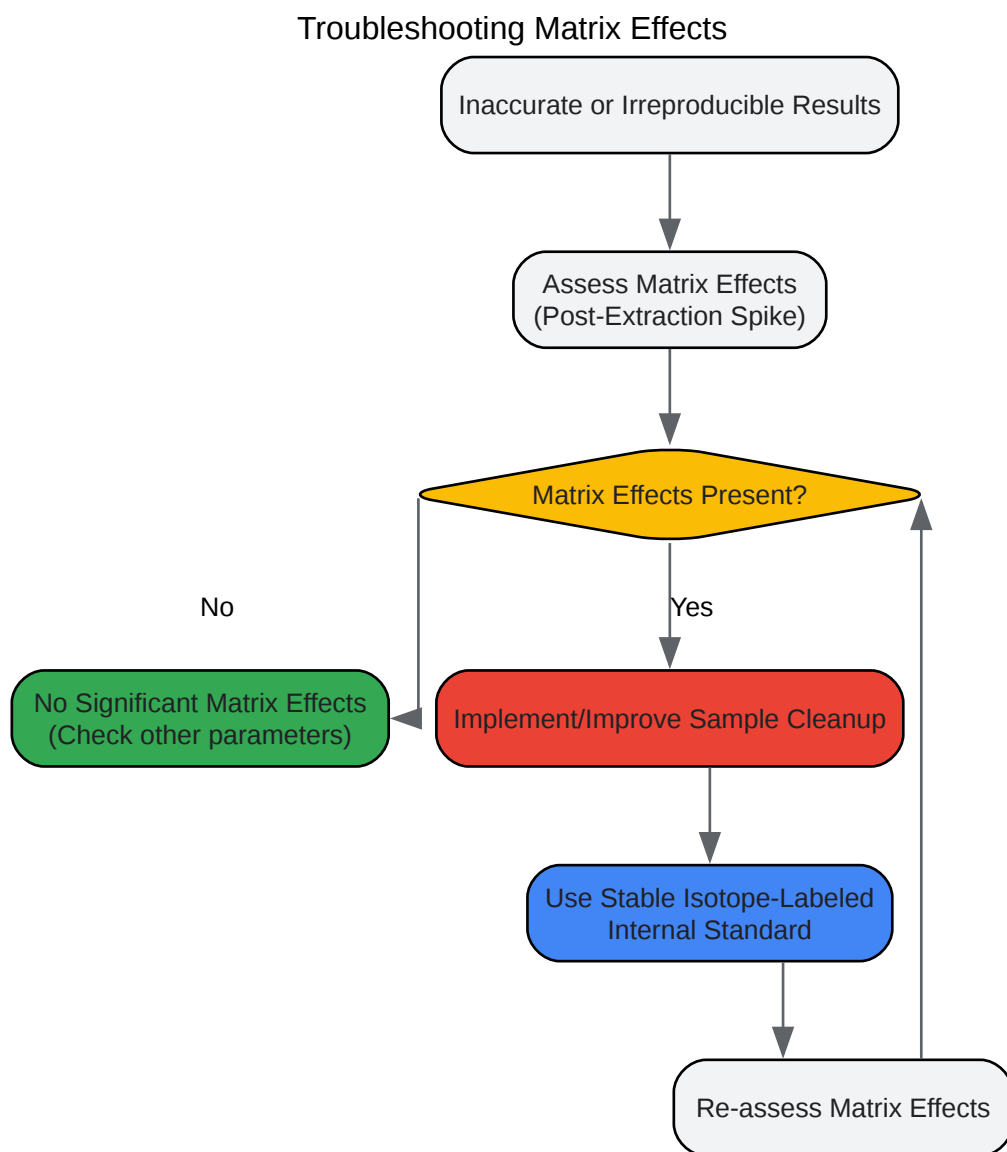 Troubleshooting Matrix Effects
Inaccurate or Irreproducible Results
Assess Matrix Effects
(Post-Extraction Spike)
Matrix Effects Present?
No
Yes
No Significant Matrix Effects
(Check other parameters)
Implement/Improve Sample Cleanup
Use Stable Isotope-Labeled
Internal Standard
Re-assess Matrix Effects